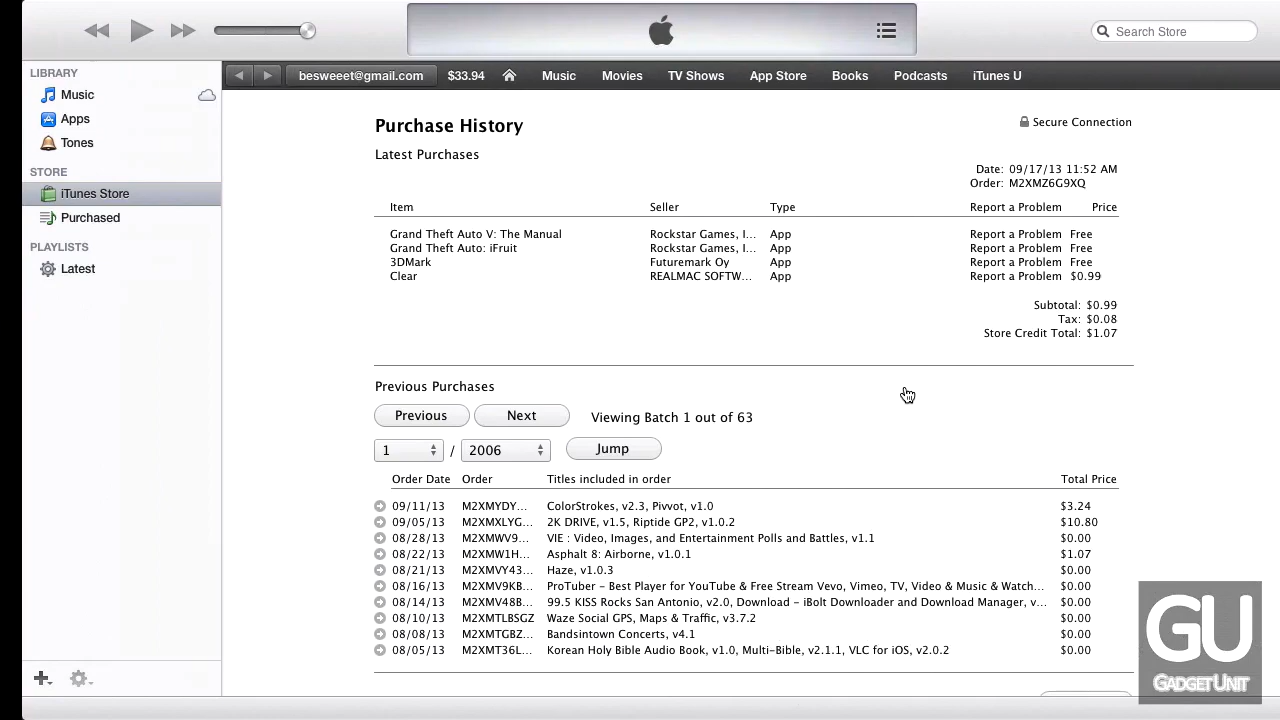 Search Store
LIBRARY
Music
Apps
Tones
STORE
iTunes Store
Purchased
PLAYLISTS
Latest
besweeet@gmail.com $33.94 Music Movies TV Shows App Store Books Podcasts iTunes U
Purchase History
Secure Connection
Latest Purchases
Date: 09/17/13 11:52 AM
Order: M2XMZ6G9XQ
Item Seller Type Report a Problem Price
Grand Theft Auto V: The Manual Rockstar Games, I... App Report a Problem Free
Grand Theft Auto: iFruit Rockstar Games, I... App Report a Problem Free
3DMark Futuremark Oy App Report a Problem Free
Clear REALMAC SOFTW... App Report a Problem $0.99
Subtotal: $0.99
Tax: $0.08
Store Credit Total: $1.07
Previous Purchases
Previous Next Viewing Batch 1 out of 63
1 / 2006 Jump
Order Date Order Titles included in order Total Price
09/11/13 M2XMYDY... ColorStrokes, v2.3, Pivvot, v1.0 $3.24
09/05/13 M2XMXLYG... 2K DRIVE, v1.5, Riptide GP2, v1.0.2 $10.80
08/28/13 M2XMWV9... VIE : Video, Images, and Entertainment Polls and Battles, v1.1 $0.00
08/22/13 M2XMW1H... Asphalt 8: Airborne, v1.0.1 $1.07
08/21/13 M2XMVY43... Haze, v1.0.3 $0.00
08/16/13 M2XMV9KB... ProTuber - Best Player for YouTube & Free Stream Vevo, Vimeo, TV, Video & Music & Watch... $0.00
08/14/13 M2XMV48B... 99.5 KISS Rocks San Antonio, v2.0, Download - iBolt Downloader and Download Manager, v... $0.00
08/10/13 M2XMTLBSGZ Waze Social GPS, Maps & Traffic, v3.7.2 $0.00
08/08/13 M2XMTGBZ... Bandsintown Concerts, v4.1 $0.00
08/05/13 M2XMT36L... Korean Holy Bible Audio Book, v1.0, Multi-Bible, v2.1.1, VLC for iOS, v2.0.2 $0.00
GU
GADGETUNIT